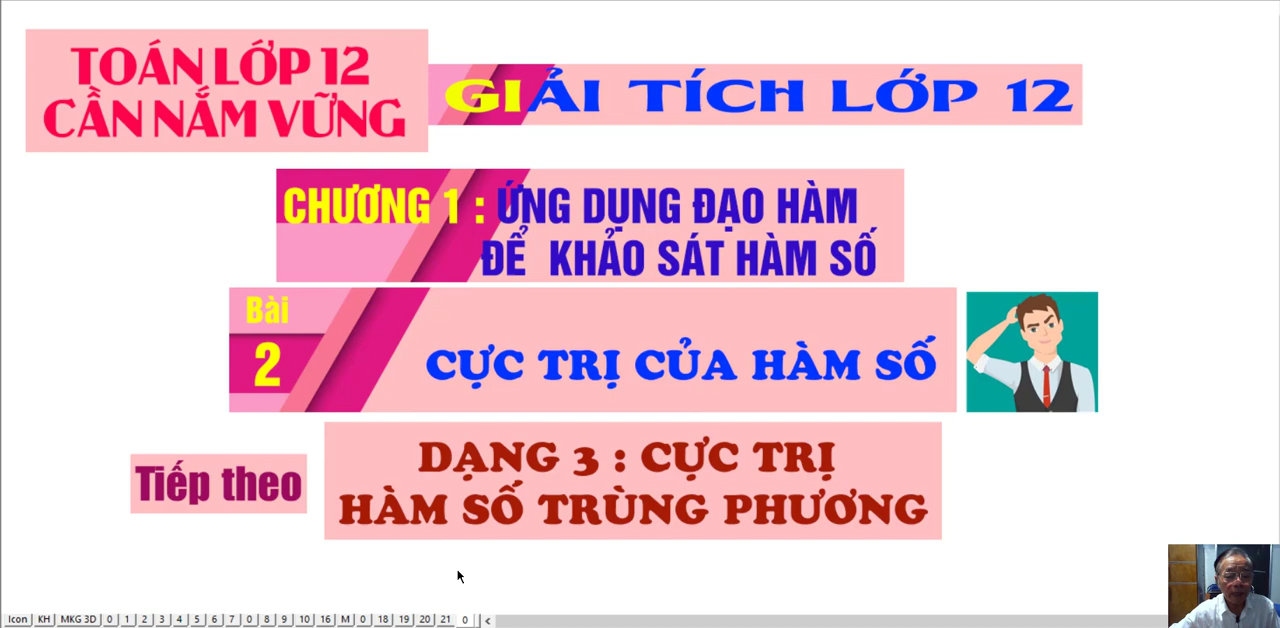 TOÁN LỚP 12
CẦN NẮM VỮNG
GIẢI TÍCH LỚP 12
CHƯƠNG 1 : ỨNG DỤNG ĐẠO HÀM
ĐỂ KHẢO SÁT HÀM SỐ
Bài
2
CỰC TRỊ CỦA HÀM SỐ
Tiếp theo
DẠNG 3 : CỰC TRỊ
HÀM SỐ TRÙNG PHƯƠNG
Icon KH MKG 3D 0 1 2 3 4 5 6 7 0 8 9 10 16 M 0 18 19 20 21 0 <